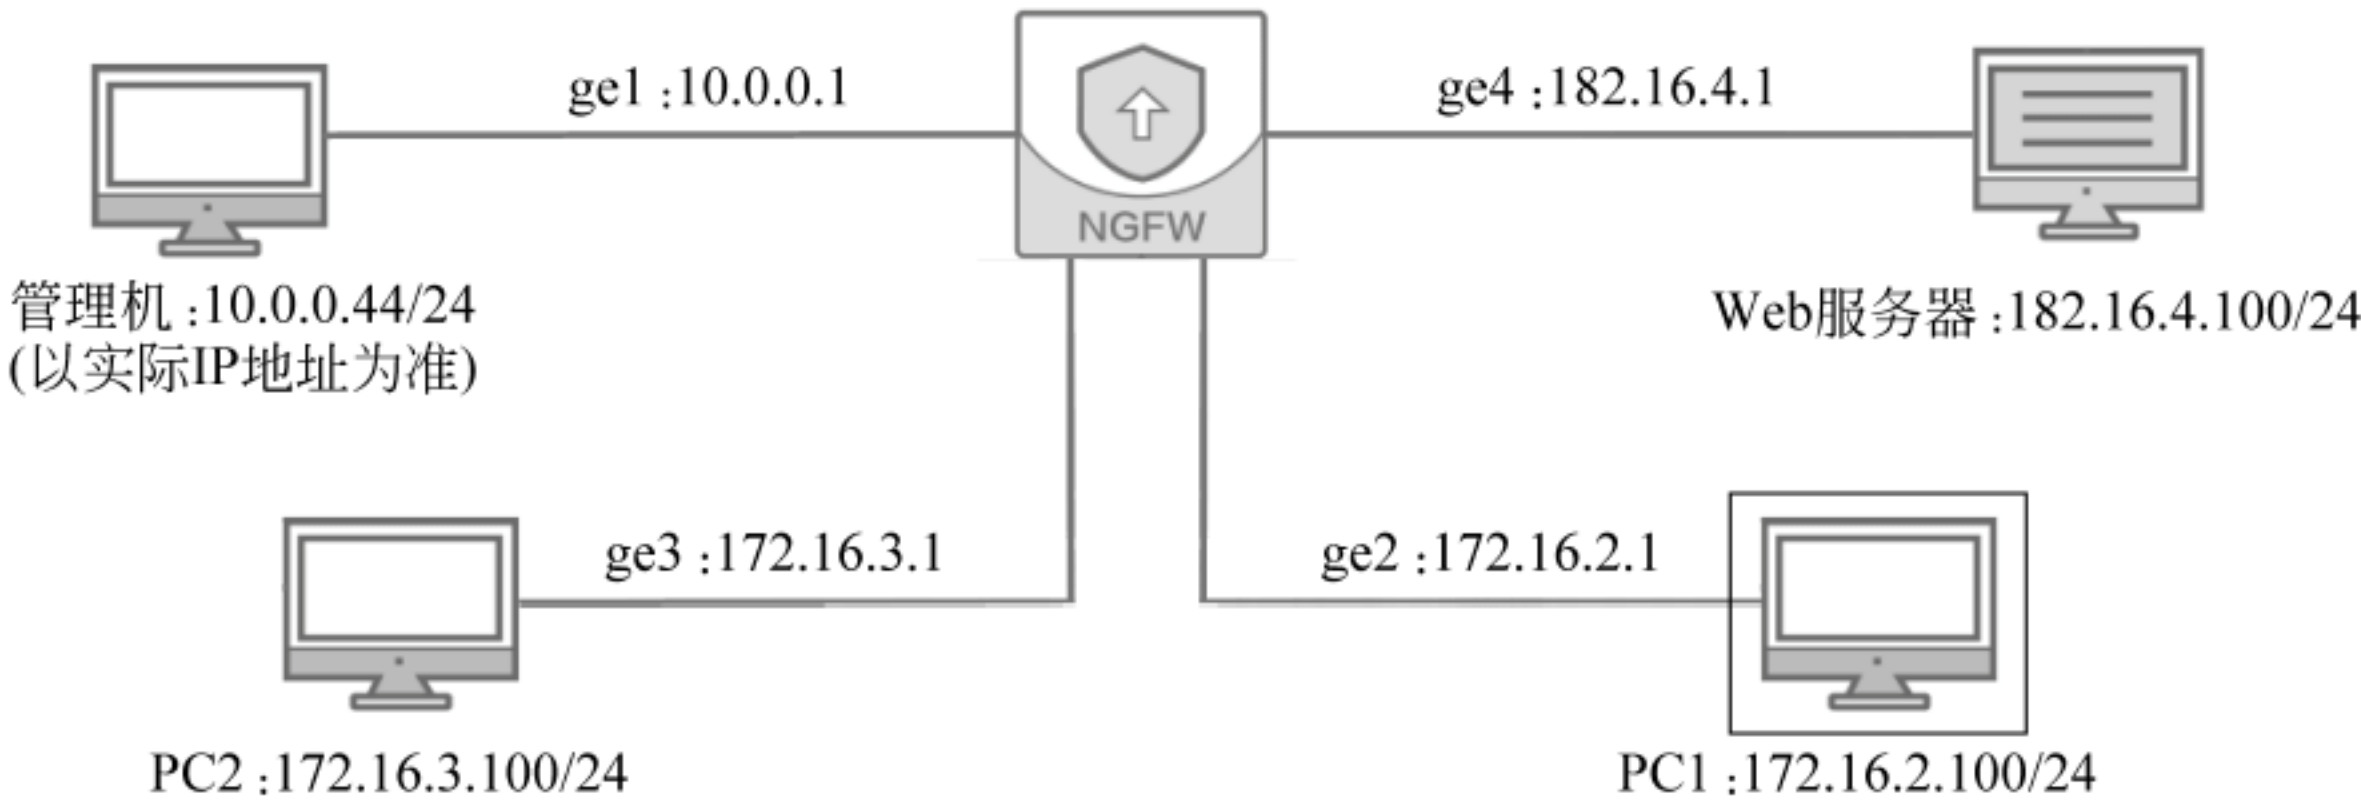 ge1 :10.0.0.1
ge4 :182.16.4.1
NGFW
管理机 :10.0.0.44/24
(以实际IP地址为准)
Web服务器 :182.16.4.100/24
ge3 :172.16.3.1
ge2 :172.16.2.1
PC2 :172.16.3.100/24
PC1 :172.16.2.100/24